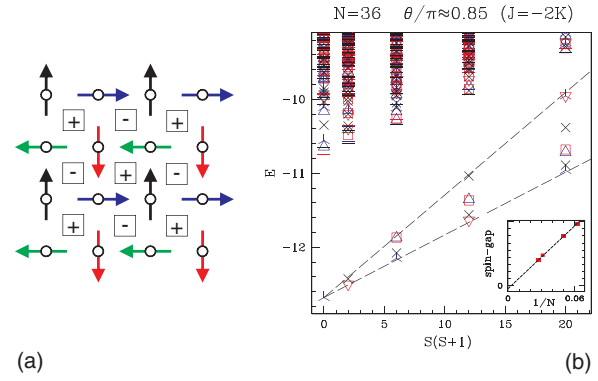 N=36 θ/π≈0.85 (J=−2K)
+ - +
- + -
+ - +
E
-10
-11
-12
spin-gap
0
0 0.06
1/N
0 5 10 15 20
S(S+1)
(a)
(b)